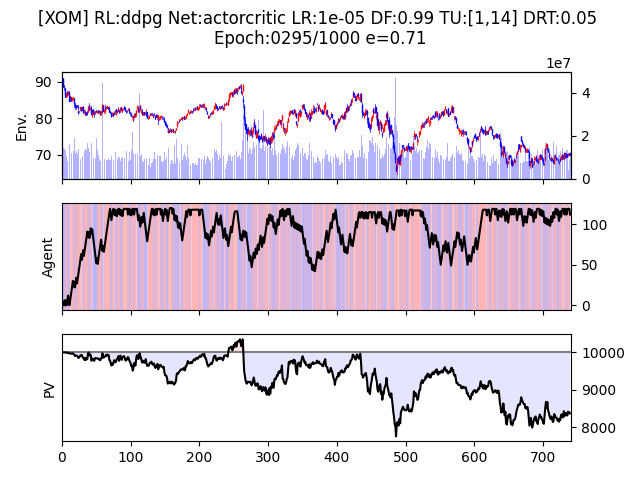 [XOM] RL:ddpg Net:actorcritic LR:1e-05 DF:0.99 TU:[1,14] DRT:0.05
Epoch:0295/1000 e=0.71
1e7
90
80
70
Env.
4
2
0
Agent
100
50
0
PV
10000
9000
8000
0 100 200 300 400 500 600 700